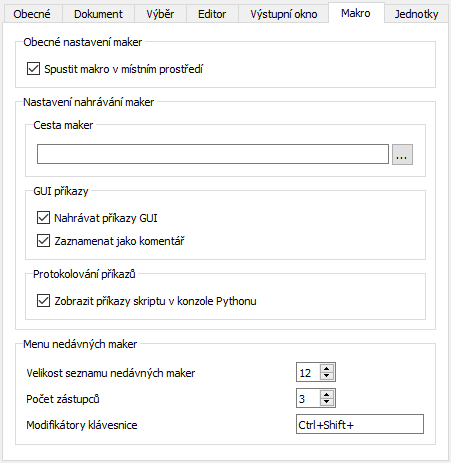 Obecné Dokument Výběr Editor Výstupní okno Makro Jednotky
Obecné nastavení maker
Spustit makro v místním prostředí
Nastavení nahrávání maker
Cesta maker
...
GUI příkazy
Nahrávat příkazy GUI
Zaznamenat jako komentář
Protokolování příkazů
Zobrazit příkazy skriptu v konzole Pythonu
Menu nedávných maker
Velikost seznamu nedávných maker 12
Počet zástupců 3
Modifikátory klávesnice Ctrl+Shift+